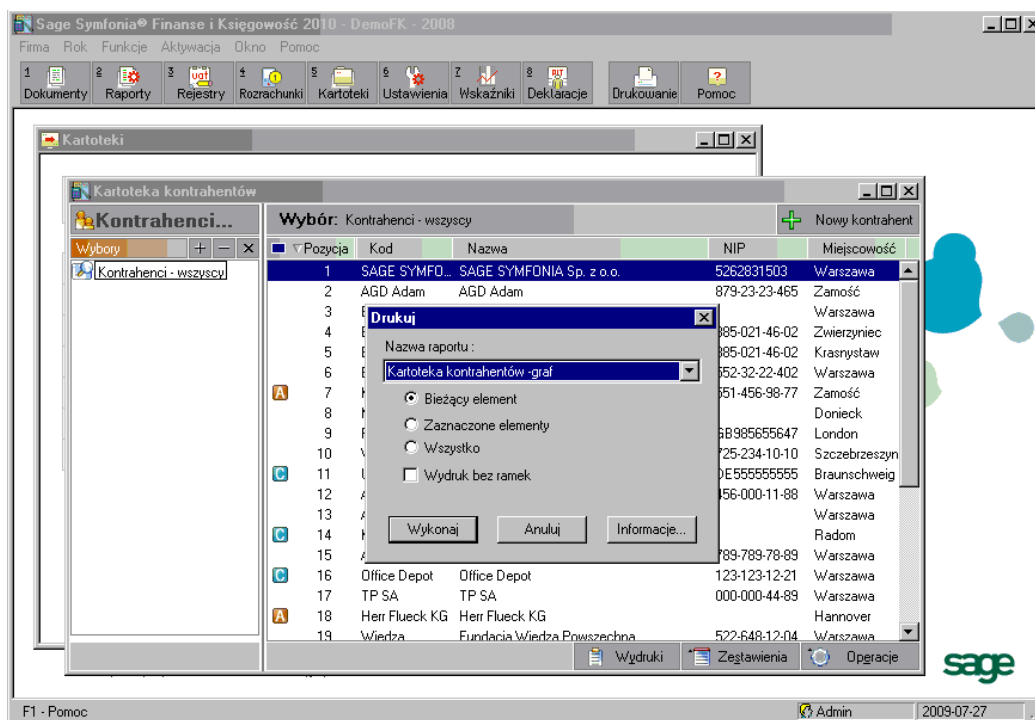 Sage Symfonia® Finanse i Księgowość 2010 - DemoFK - 2008
Firma Rok Funkcje Aktywacja Okno Pomoc
1 2 3 4 5 6 7 8
Dokumenty Raporty Rejestry Rozrachunki Kartoteki Ustawienia Wskaźniki Deklaracje Drukowanie Pomoc
Kartoteki
Kartoteka kontrahentów
Kontrahenci... Wybór: Kontrahenci - wszyscy Nowy kontrahent
Wybory Pozycja Kod Nazwa NIP Miejscowość
Kontrahenci - wszyscy
1 SAGE SYMFO... SAGE SYMFONIA Sp. z o.o. 5262831503 Warszawa
2 AGD Adam AGD Adam 879-23-23-465 Zamość
3 Warszawa
4 885-021-46-02 Zwierzyniec
5 885-021-46-02 Krasnystaw
6 552-32-22-402 Warszawa
A 7 551-456-98-77 Zamość
8 Donieck
9 GB985655647 London
10 725-234-10-10 Szczebrzeszyn
C 11 DE555555555 Braunschweig
12 456-000-11-88 Warszawa
13 Warszawa
C 14 Radom
15 789-789-78-89 Warszawa
C 16 Office Depot Office Depot 123-123-12-21 Warszawa
17 TP SA TP SA 000-000-44-89 Warszawa
A 18 Herr Flueck KG Herr Flueck KG Hannover
19 Wiedza Fundacja Wiedza Powszechna 522-648-12-04 Warszawa
Drukuj
Nazwa raportu :
Kartoteka kontrahentów -graf
Bieżący element
Zaznaczone elementy
Wszystko
Wydruk bez ramek
Wykonaj Anuluj Informacje...
Wydruki Zestawienia Operacje
sage
F1 - Pomoc Admin 2009-07-27